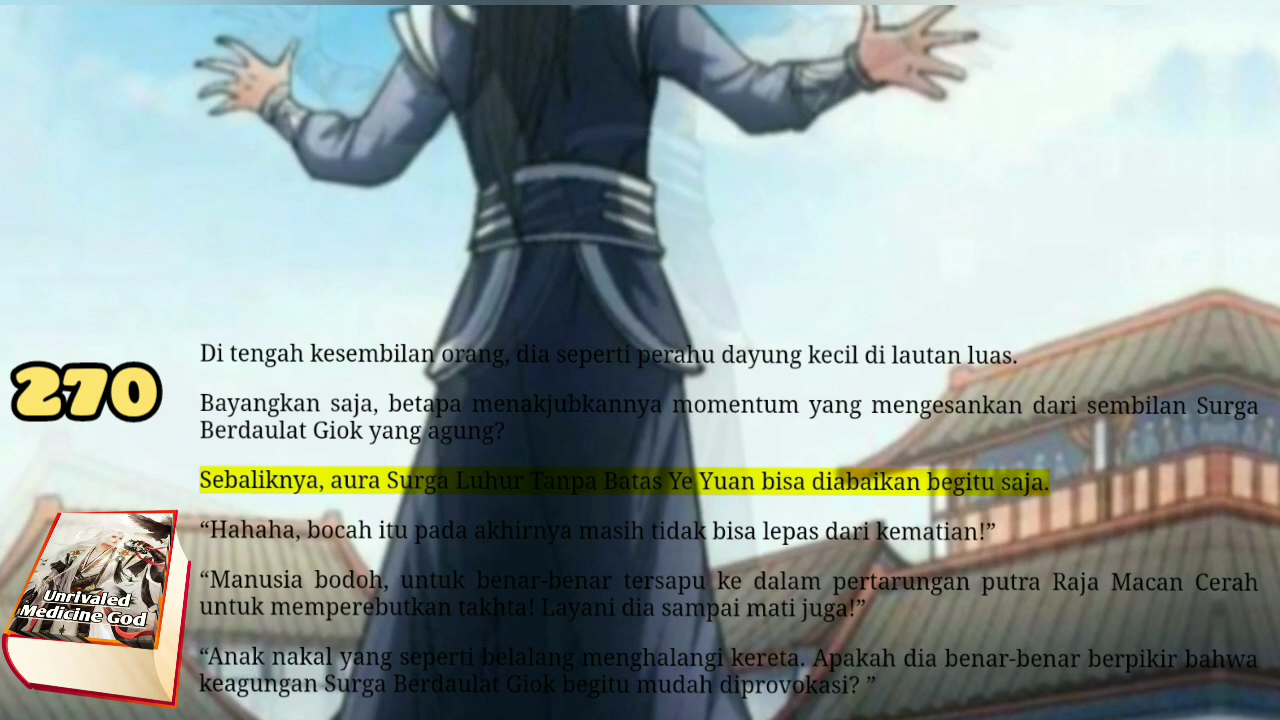 Di tengah kesembilan orang, dia seperti perahu dayung kecil di lautan luas.
270
Bayangkan saja, betapa menakjubkannya momentum yang mengesankan dari sembilan Surga
Berdaulat Giok yang agung?
Sebaliknya, aura Surga Luhur Tanpa Batas Ye Yuan bisa diabaikan begitu saja.
“Hahaha, bocah itu pada akhirnya masih tidak bisa lepas dari kematian!”
“Manusia bodoh, untuk benar-benar tersapu ke dalam pertarungan putra Raja Macan Cerah
untuk memperebutkan takhta! Layani dia sampai mati juga!”
Unrivaled
Medicine God
“Anak nakal yang seperti belalang menghalangi kereta. Apakah dia benar-benar berpikir bahwa
keagungan Surga Berdaulat Giok begitu mudah diprovokasi? ”